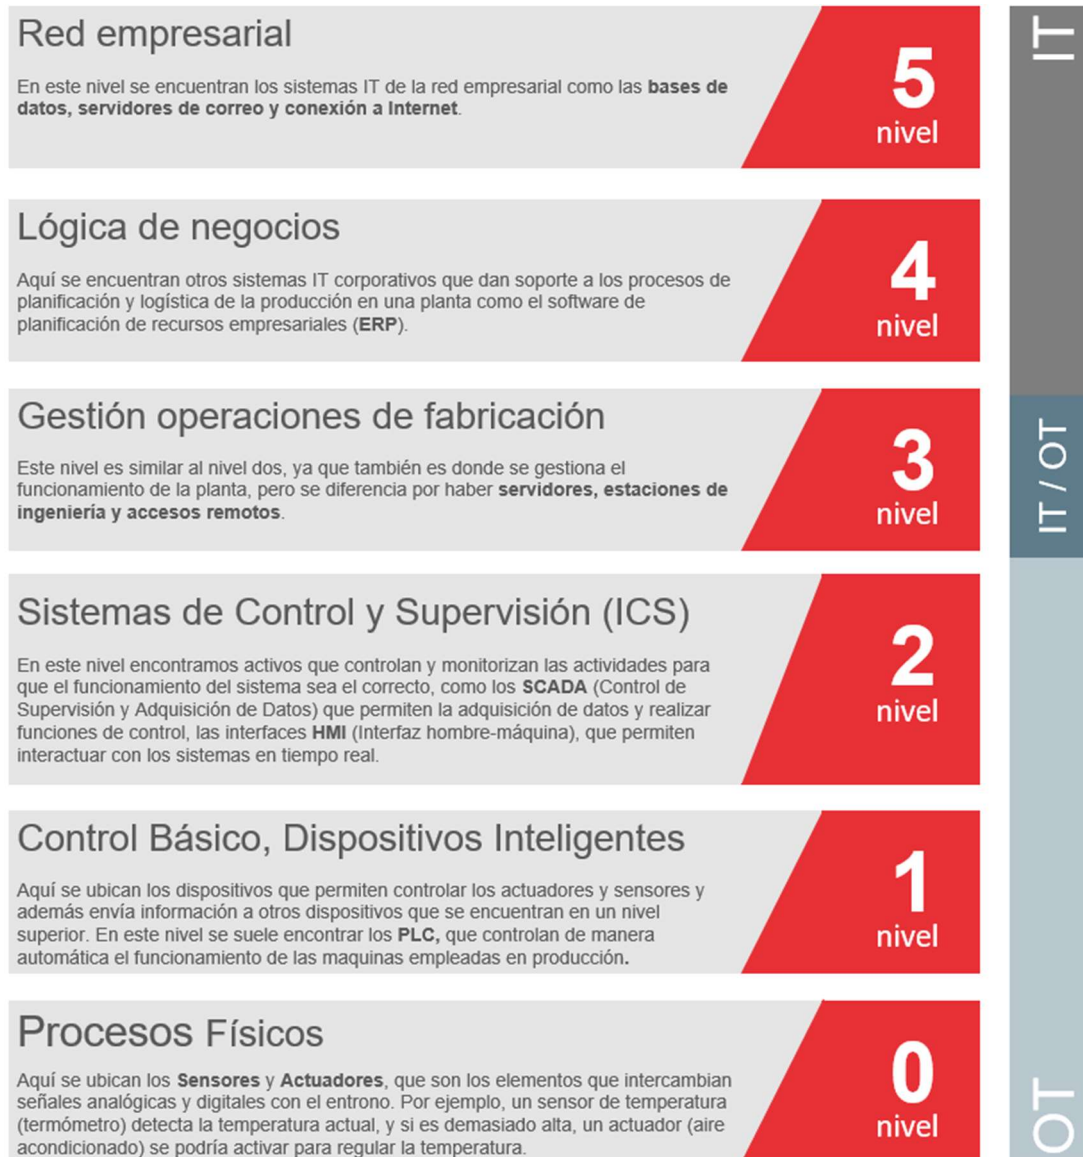 Red empresarial
En este nivel se encuentran los sistemas IT de la red empresarial como las bases de
datos, servidores de correo y conexión a Internet.
5
nivel
Lógica de negocios
Aquí se encuentran otros sistemas IT corporativos que dan soporte a los procesos de
planificación y logística de la producción en una planta como el software de
planificación de recursos empresariales (ERP).
4
nivel
IT
Gestión operaciones de fabricación
Este nivel es similar al nivel dos, ya que también es donde se gestiona el
funcionamiento de la planta, pero se diferencia por haber servidores, estaciones de
ingeniería y accesos remotos.
3
nivel
IT / OT
Sistemas de Control y Supervisión (ICS)
En este nivel encontramos activos que controlan y monitorizan las actividades para
que el funcionamiento del sistema sea el correcto, como los SCADA (Control de
Supervisión y Adquisición de Datos) que permiten la adquisición de datos y realizar
funciones de control, las interfaces HMI (Interfaz hombre-máquina), que permiten
interactuar con los sistemas en tiempo real.
2
nivel
Control Básico, Dispositivos Inteligentes
Aquí se ubican los dispositivos que permiten controlar los actuadores y sensores y
además envía información a otros dispositivos que se encuentran en un nivel
superior. En este nivel se suele encontrar los PLC, que controlan de manera
automática el funcionamiento de las maquinas empleadas en producción.
1
nivel
Procesos Físicos
Aquí se ubican los Sensores y Actuadores, que son los elementos que intercambian
señales analógicas y digitales con el entrono. Por ejemplo, un sensor de temperatura
(termómetro) detecta la temperatura actual, y si es demasiado alta, un actuador (aire
acondicionado) se podría activar para regular la temperatura.
0
nivel
OT